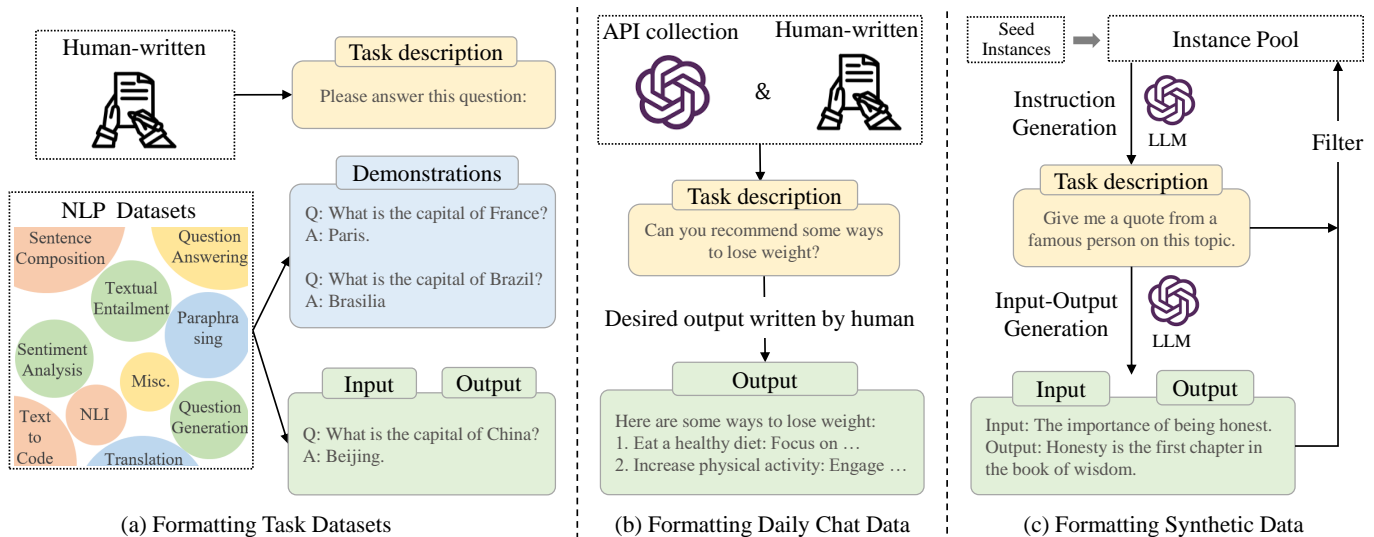 Human-written
Task description
Please answer this question:
NLP Datasets
Sentence
Composition
Question
Answering
Textual
Entailment
Paraphra
sing
Sentiment
Analysis
Misc.
NLI
Question
Generation
Text
to
Code
Translation
Demonstrations
Q: What is the capital of France?
A: Paris.
Q: What is the capital of Brazil?
A: Brasilia
Input
Output
Q: What is the capital of China?
A: Beijing.
(a) Formatting Task Datasets
API collection
&
Human-written
Task description
Can you recommend some ways
to lose weight?
Desired output written by human
Output
Here are some ways to lose weight:
1. Eat a healthy diet: Focus on …
2. Increase physical activity: Engage …
(b) Formatting Daily Chat Data
Seed
Instances
Instance Pool
Instruction
Generation
LLM
Filter
Task description
Give me a quote from a
famous person on this topic.
Input-Output
Generation
LLM
Input
Output
Input: The importance of being honest.
Output: Honesty is the first chapter in
the book of wisdom.
(c) Formatting Synthetic Data